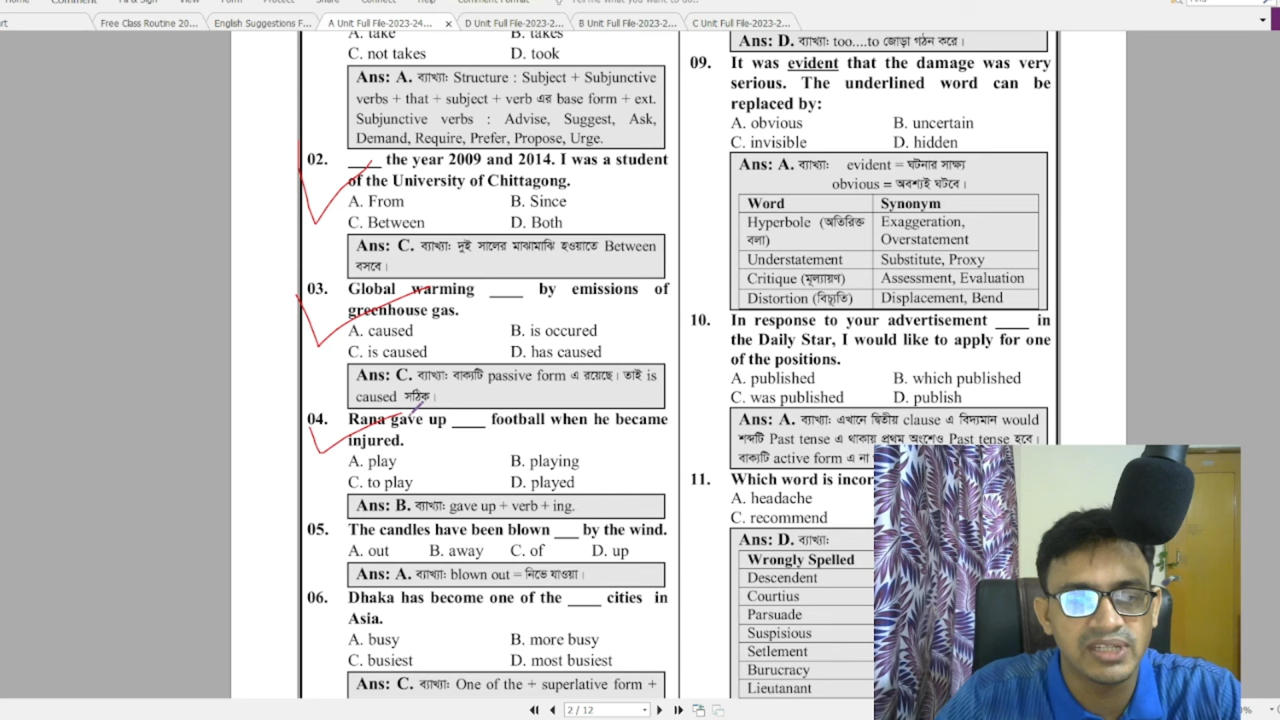 Free Class Routine 20...
English Suggestions F...
A Unit Full File-2023-24...
D Unit Full File-2023-2...
B Unit Full File-2023-2...
C Unit Full File-2023-2...
A. take B. takes
C. not takes D. took
Ans: A. ব্যাখ্যা: Structure : Subject + Subjunctive
verbs + that + subject + verb এর base form + ext.
Subjunctive verbs : Advise, Suggest, Ask,
Demand, Require, Prefer, Propose, Urge.
02. ____ the year 2009 and 2014. I was a student
of the University of Chittagong.
A. From B. Since
C. Between D. Both
Ans: C. ব্যাখ্যা: দুই সালের মাঝামাঝি হওয়াতে Between
বসবে।
03. Global warming ____ by emissions of
greenhouse gas.
A. caused B. is occured
C. is caused D. has caused
Ans: C. ব্যাখ্যা: বাক্যটি passive form এ রয়েছে। তাই is
caused সঠিক।
04. Rana gave up ____ football when he became
injured.
A. play B. playing
C. to play D. played
Ans: B. ব্যাখ্যা: gave up + verb + ing.
05. The candles have been blown ___ by the wind.
A. out B. away C. of D. up
Ans: A. ব্যাখ্যা: blown out = নিভে যাওয়া।
06. Dhaka has become one of the ____ cities in
Asia.
A. busy B. more busy
C. busiest D. most busiest
Ans: C. ব্যাখ্যা: One of the + superlative form +
Ans: D. ব্যাখ্যা: too....to জোড়া গঠন করে।
09. It was evident that the damage was very
serious. The underlined word can be
replaced by:
A. obvious B. uncertain
C. invisible D. hidden
Ans: A. ব্যাখ্যা: evident = ঘটনার সাক্ষ্য
obvious = অবশ্যই ঘটবে।
Word Synonym
Hyperbole (অতিরিক্ত Exaggeration,
বলা) Overstatement
Understatement Substitute, Proxy
Critique (মূল্যায়ণ) Assessment, Evaluation
Distortion (বিচ্যুতি) Displacement, Bend
10. In response to your advertisement ____ in
the Daily Star, I would like to apply for one
of the positions.
A. published B. which published
C. was published D. publish
Ans: A. ব্যাখ্যা: এখানে দ্বিতীয় clause এ বিদ্যমান would
শব্দটি Past tense এ থাকায় প্রথম অংশেও Past tense হবে।
বাক্যটি active form এ না
11. Which word is incor
A. headache
C. recommend
Ans: D. ব্যাখ্যা:
Wrongly Spelled
Descendent
Courtius
Parsuade
Suspisious
Setlement
Burucracy
Lieutanant
2 / 12